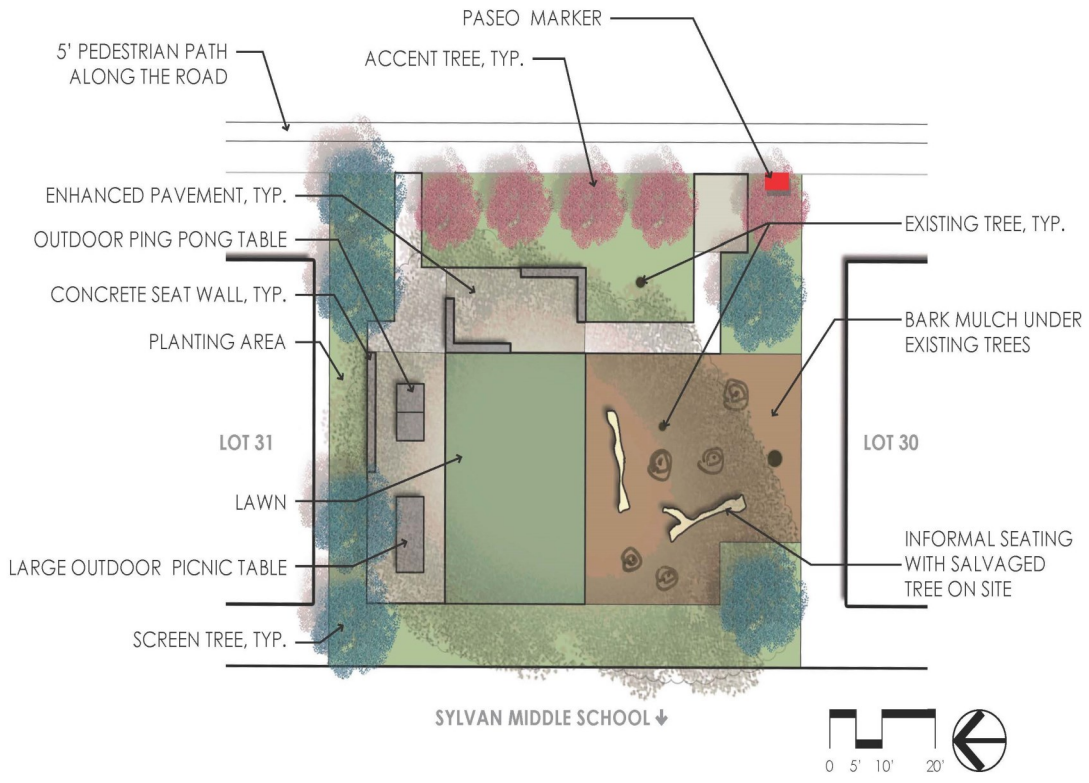 PASEO MARKER
5' PEDESTRIAN PATH
ALONG THE ROAD
ACCENT TREE, TYP.
ENHANCED PAVEMENT, TYP.
OUTDOOR PING PONG TABLE
CONCRETE SEAT WALL, TYP.
PLANTING AREA
EXISTING TREE, TYP.
BARK MULCH UNDER
EXISTING TREES
LOT 31
LOT 30
LAWN
LARGE OUTDOOR PICNIC TABLE
INFORMAL SEATING
WITH SALVAGED
TREE ON SITE
SCREEN TREE, TYP.
SYLVAN MIDDLE SCHOOL
0 5' 10' 20'